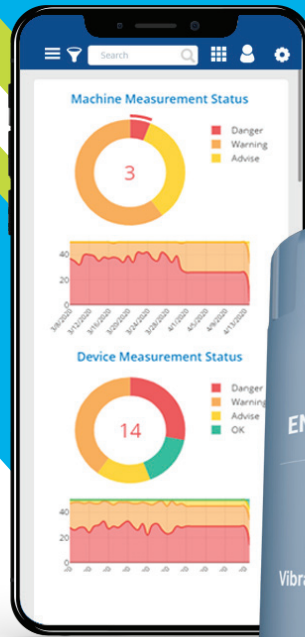 Search
Machine Measurement Status
Danger
Warning
Advise
3
40
20
0
3/8/2020
3/12/2020
3/16/2020
3/20/2020
3/24/2020
3/28/2020
4/1/2020
4/5/2020
4/9/2020
4/13/2020
Device Measurement Status
Danger
Warning
Advise
OK
14
40
20
0
EN
Vibra